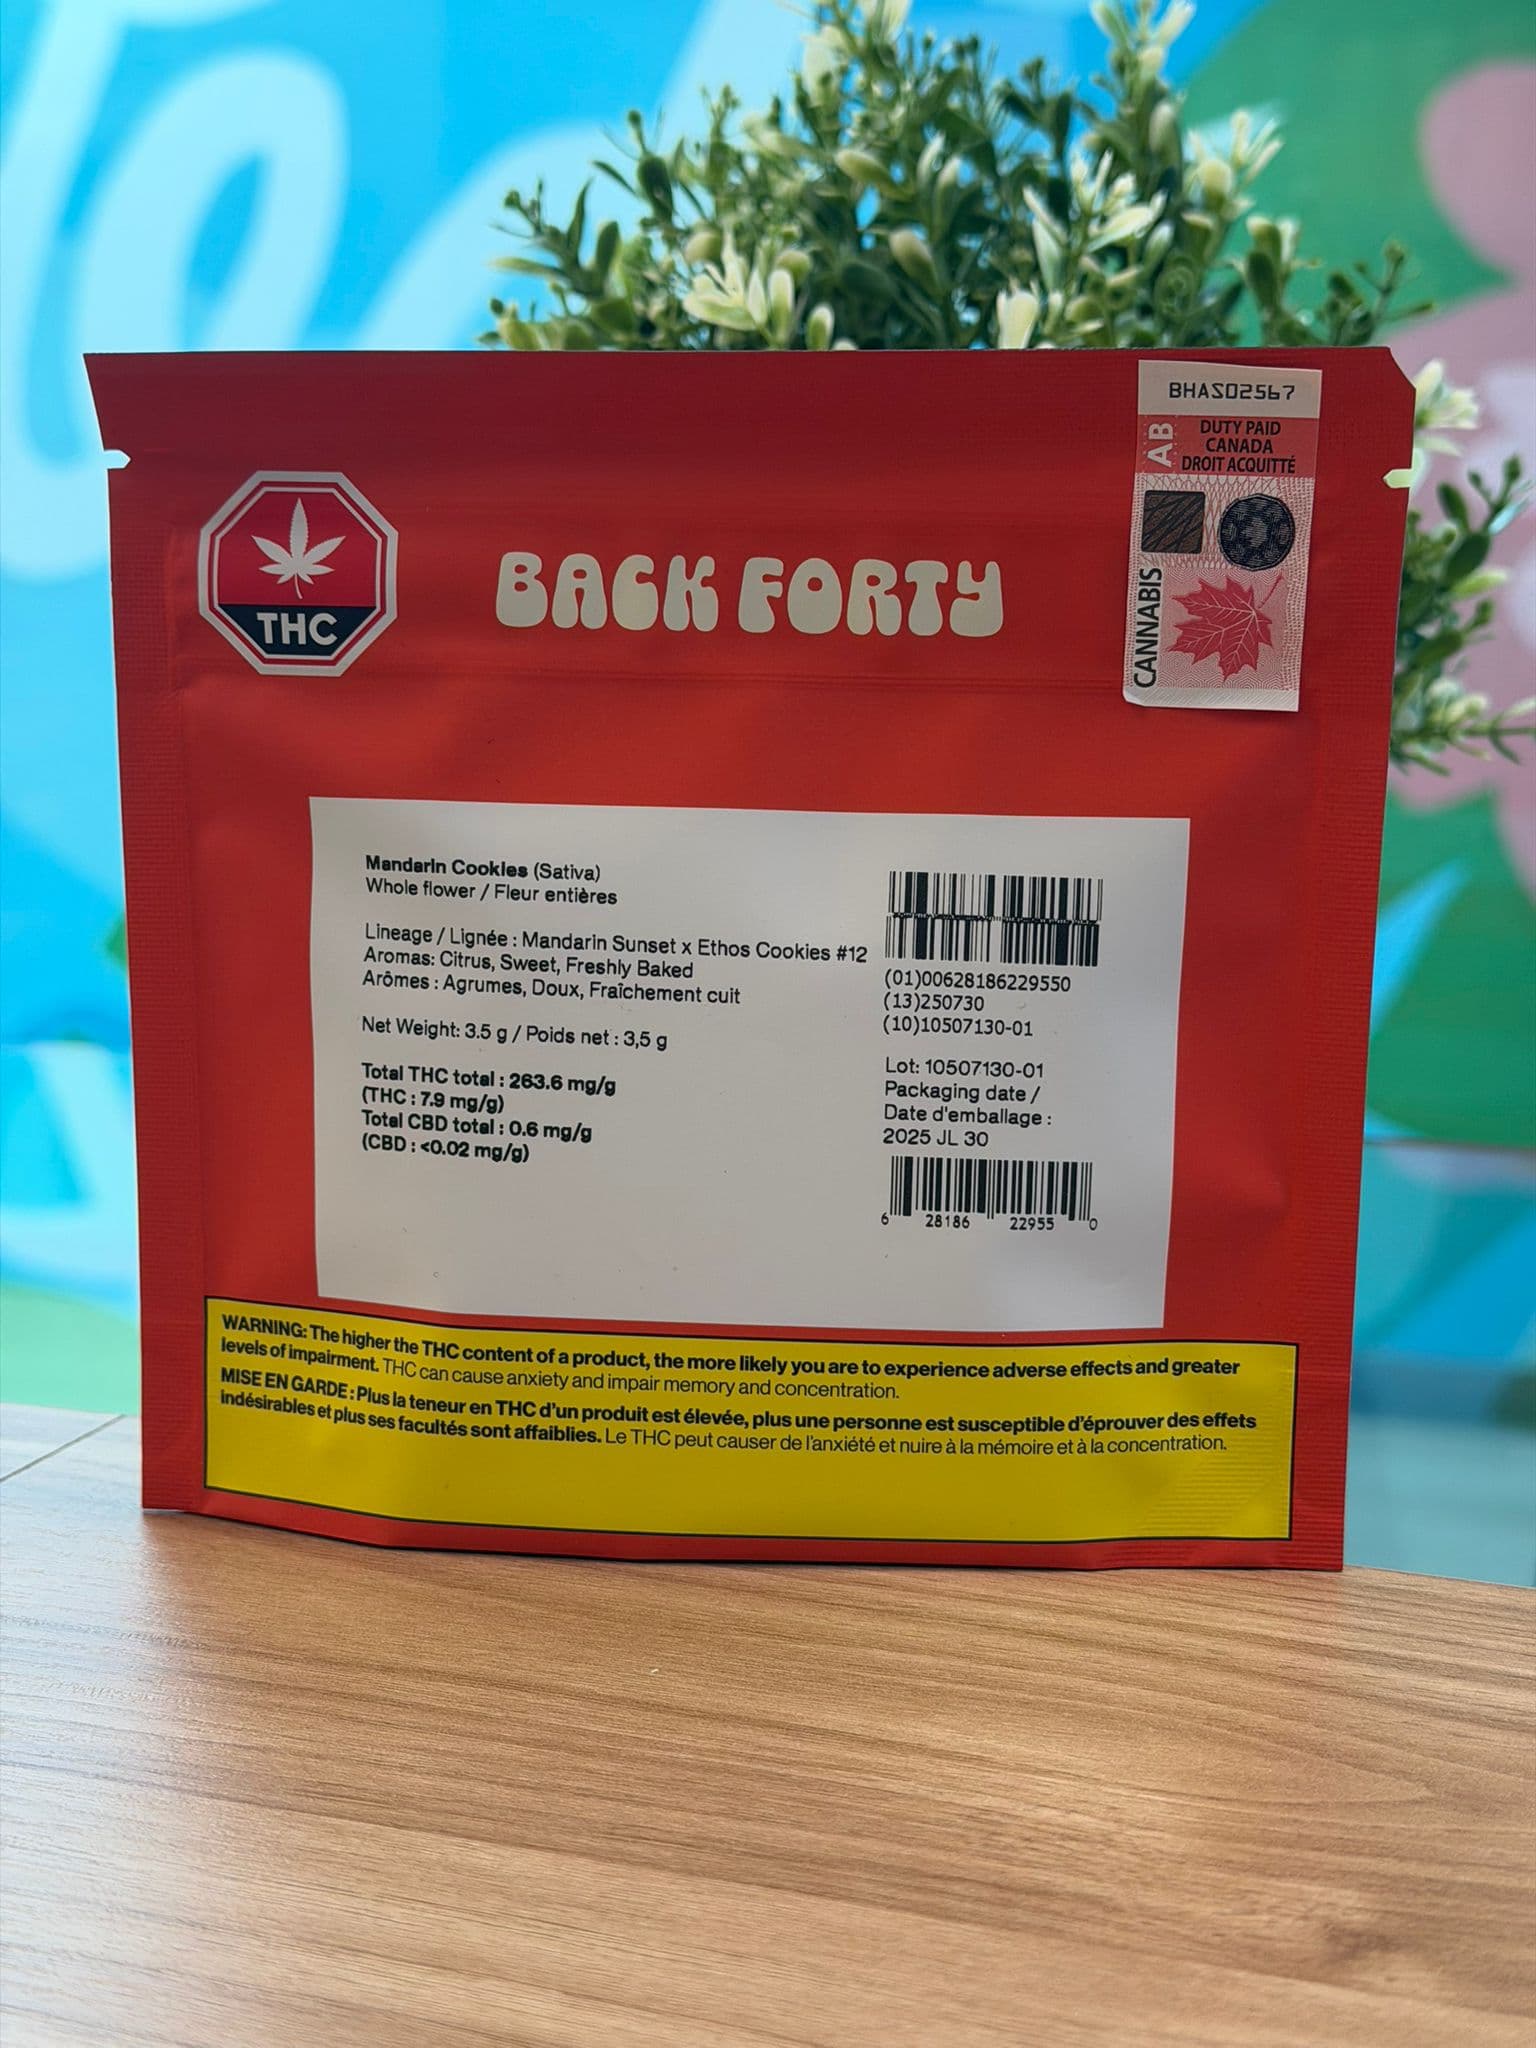 BHAS02567
AB
DUTY PAID
CANADA
DROIT ACQUITTÉ
CANNABIS
THC
BACK FORTY
Mandarin Cookies (Sativa)
Whole flower / Fleur entières
Lineage / Lignée : Mandarin Sunset x Ethos Cookies #12
Aromas: Citrus, Sweet, Freshly Baked
Arômes : Agrumes, Doux, Fraîchement cuit
Net Weight: 3.5 g / Poids net : 3,5 g
Total THC total : 263.6 mg/g
(THC : 7.9 mg/g)
Total CBD total : 0.6 mg/g
(CBD : <0.02 mg/g)
(01)00628186229550
(13)250730
(10)10507130-01
Lot: 10507130-01
Packaging date /
Date d'emballage :
2025 JL 30
6 28186 22955 0
WARNING: The higher the THC content of a product, the more likely you are to experience adverse effects and greater
levels of impairment. THC can cause anxiety and impair memory and concentration.
MISE EN GARDE : Plus la teneur en THC d'un produit est élevée, plus une personne est susceptible d'éprouver des effets
indésirables et plus ses facultés sont affaiblies. Le THC peut causer de l'anxiété et nuire à la mémoire et à la concentration.